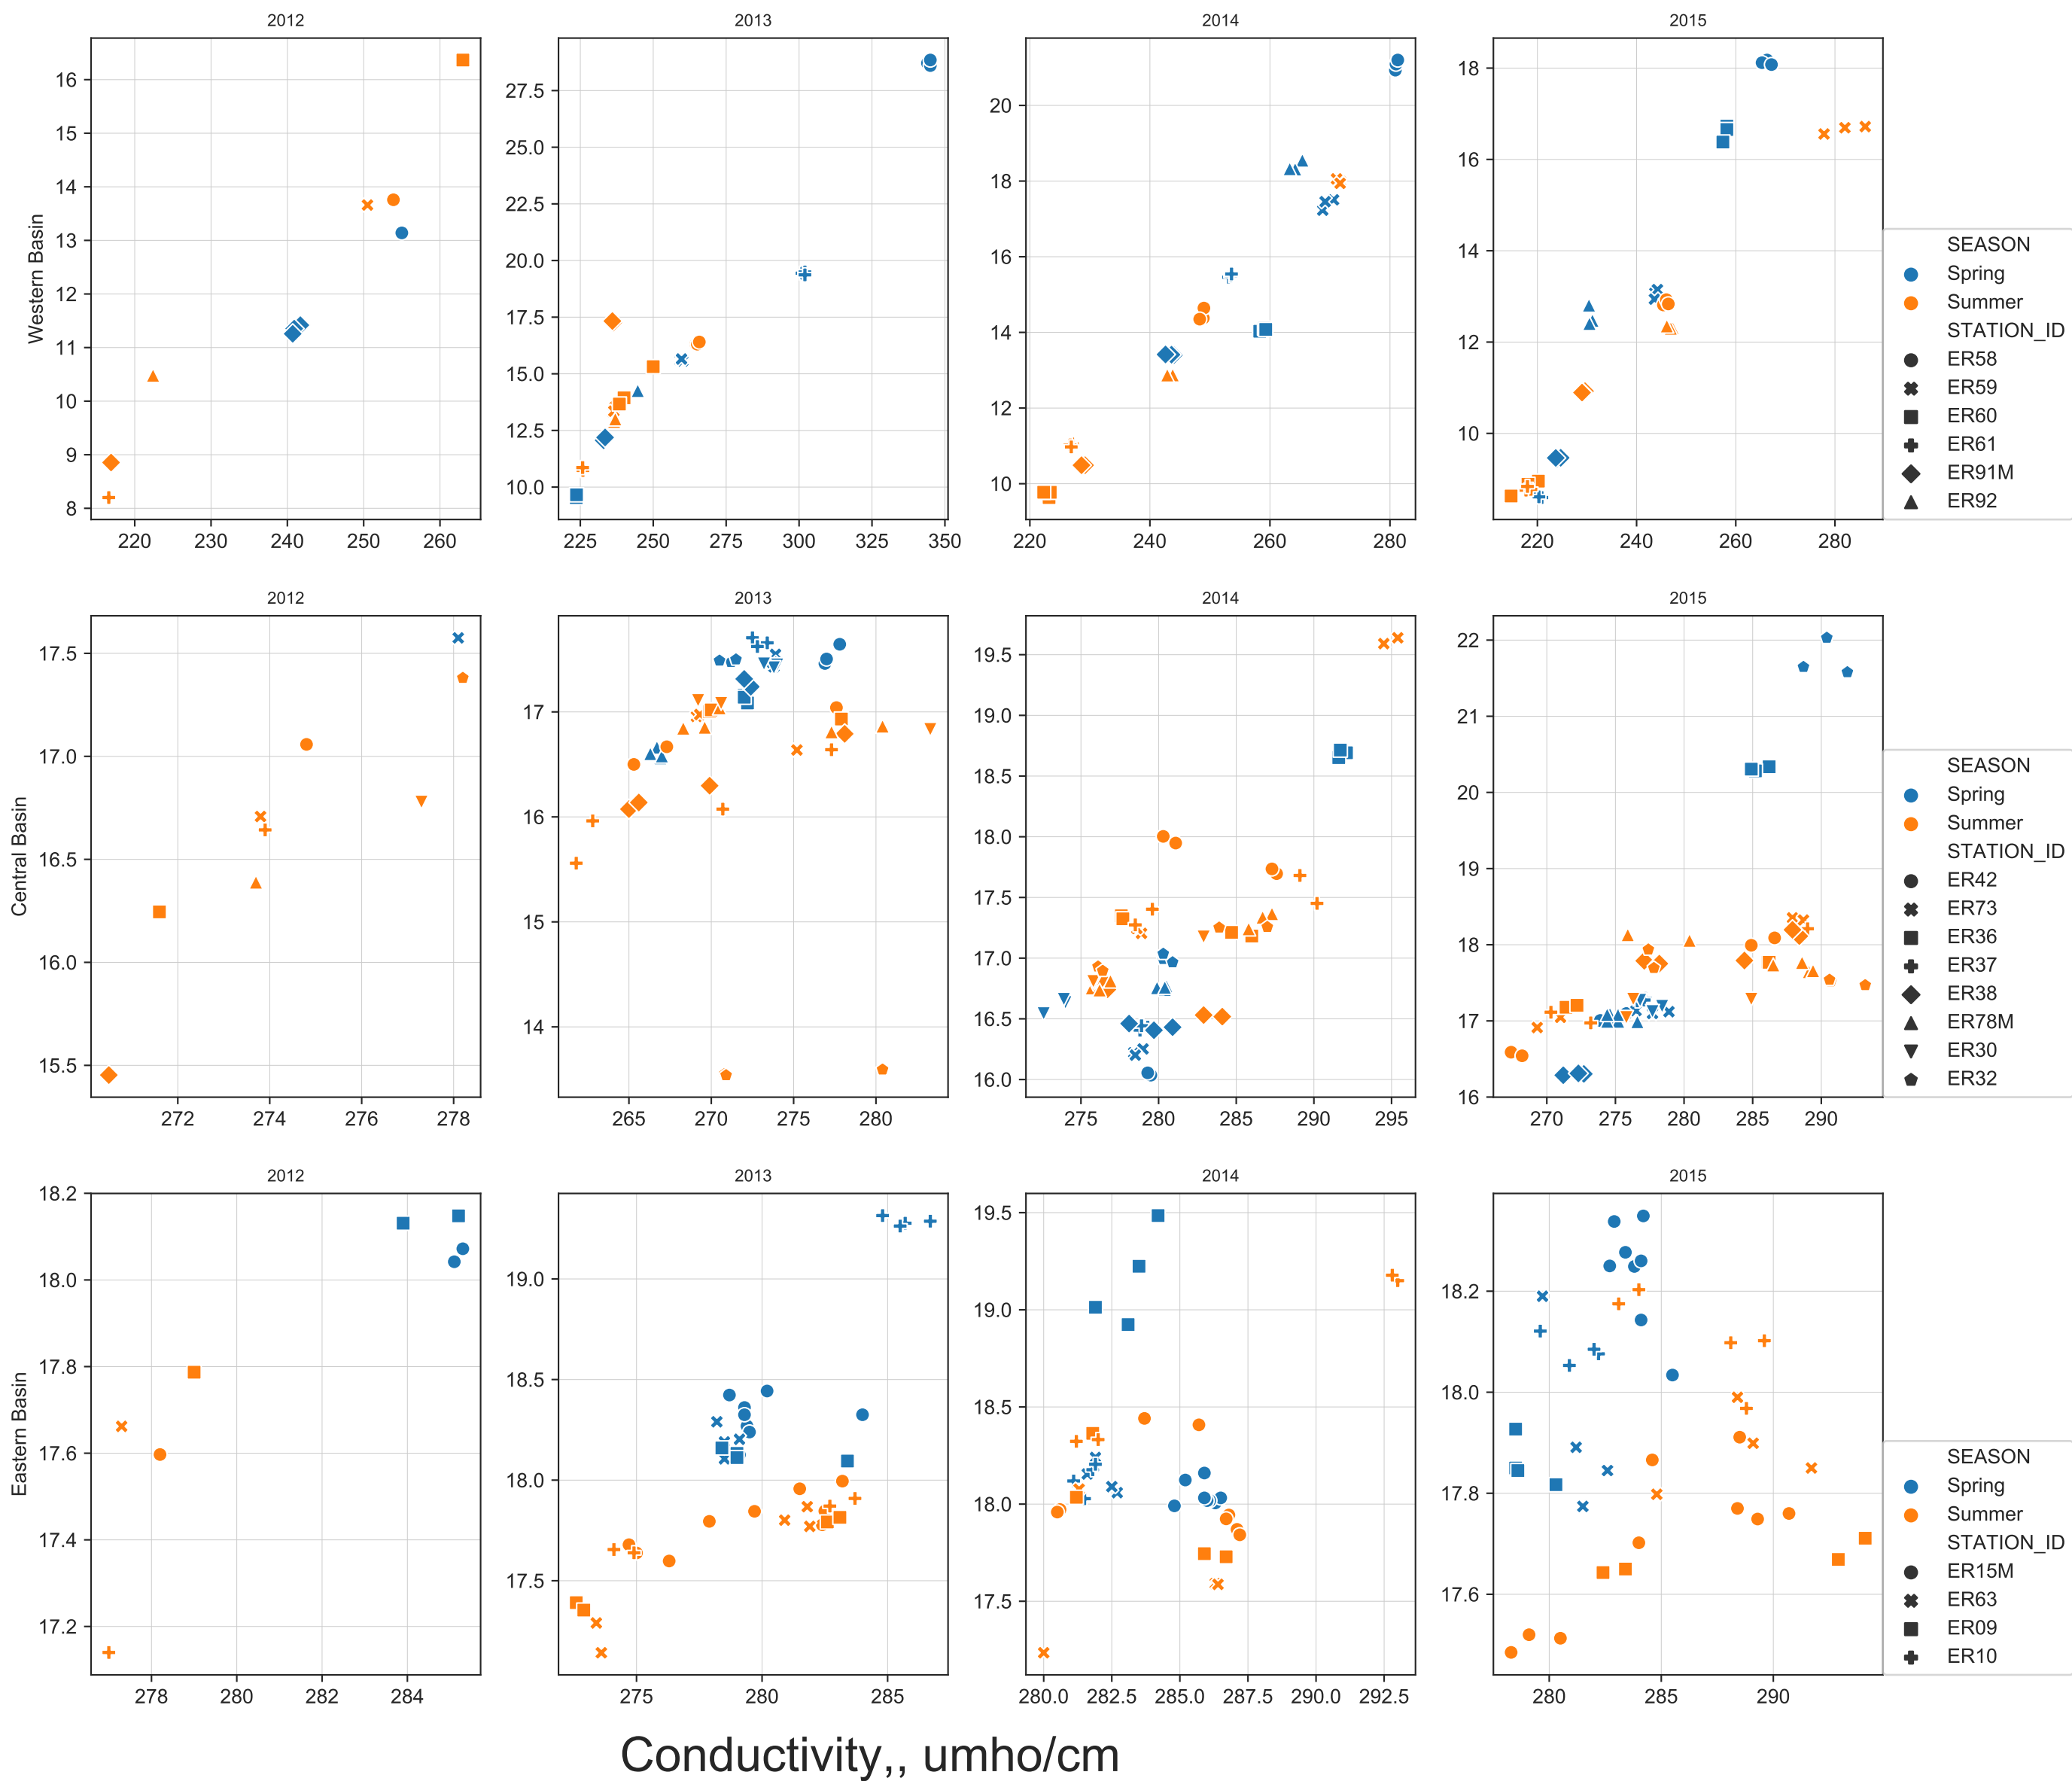 2012 2013 2014 2015
16 15 14 13 12 11 10 9 8
Western Basin
220 230 240 250 260
27.5 25.0 22.5 20.0 17.5 15.0 12.5 10.0
225 250 275 300 325 350
20 18 16 14 12 10
220 240 260 280
18 16 14 12 10
220 240 260 280
SEASON
Spring
Summer
STATION_ID
ER58
ER59
ER60
ER61
ER91M
ER92
2012 2013 2014 2015
17.5 17.0 16.5 16.0 15.5
Central Basin
272 274 276 278
17 16 15 14
265 270 275 280
19.5 19.0 18.5 18.0 17.5 17.0 16.5 16.0
275 280 285 290 295
22 21 20 19 18 17 16
270 275 280 285 290
SEASON
Spring
Summer
STATION_ID
ER42
ER73
ER36
ER37
ER38
ER78M
ER30
ER32
2012 2013 2014 2015
18.2 18.0 17.8 17.6 17.4 17.2
Eastern Basin
278 280 282 284
19.0 18.5 18.0 17.5
275 280 285
19.5 19.0 18.5 18.0 17.5
280.0 282.5 285.0 287.5 290.0 292.5
18.2 18.0 17.8 17.6
280 285 290
SEASON
Spring
Summer
STATION_ID
ER15M
ER63
ER09
ER10
Conductivity,, umho/cm